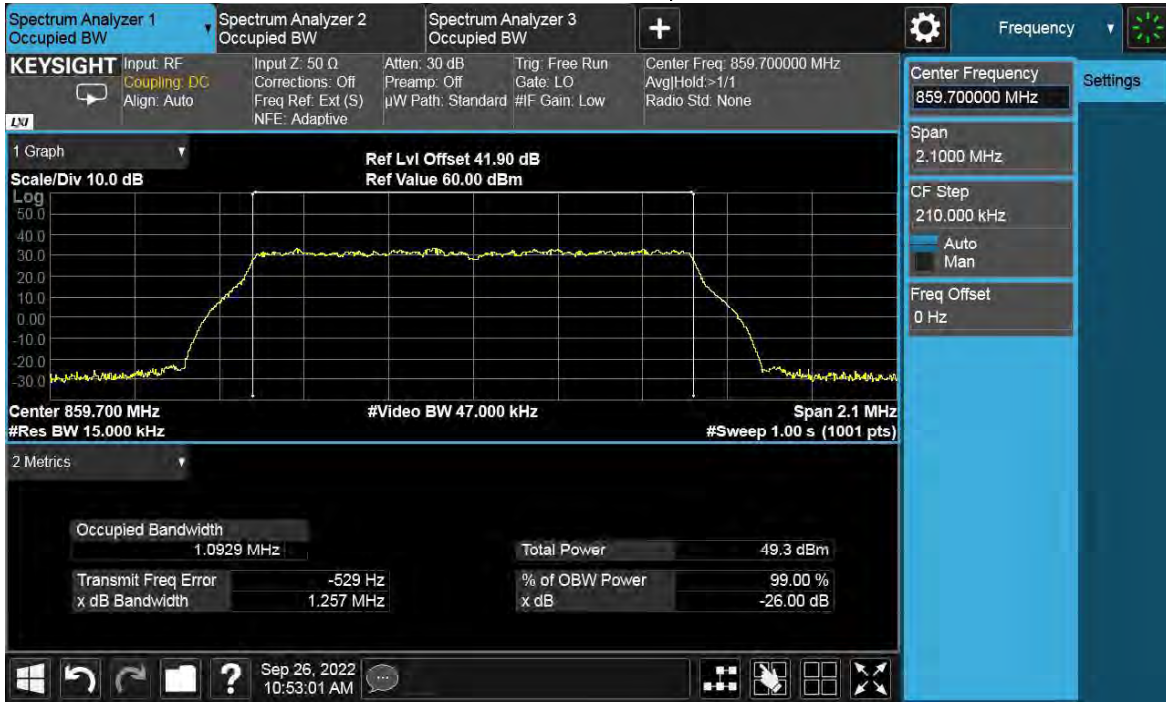 Spectrum Analyzer 1
Occupied BW
Spectrum Analyzer 2
Occupied BW
Spectrum Analyzer 3
Occupied BW
+
Frequency
KEYSIGHT
LXI
Input: RF
Coupling: DC
Align: Auto
Input Z: 50 Ω
Corrections: Off
Freq Ref: Ext (S)
NFE: Adaptive
Atten: 30 dB
Preamp: Off
µW Path: Standard
Trig: Free Run
Gate: LO
#IF Gain: Low
Center Freq: 859.700000 MHz
Avg|Hold:>1/1
Radio Std: None
Center Frequency
859.700000 MHz
Settings
Span
2.1000 MHz
CF Step
210.000 kHz
Auto
Man
Freq Offset
0 Hz
1 Graph
Scale/Div 10.0 dB
Ref Lvl Offset 41.90 dB
Ref Value 60.00 dBm
Log
50.0
40.0
30.0
20.0
10.0
0.00
-10.0
-20.0
-30.0
Center 859.700 MHz
#Video BW 47.000 kHz
Span 2.1 MHz
#Res BW 15.000 kHz
#Sweep 1.00 s (1001 pts)
2 Metrics
Occupied Bandwidth
1.0929 MHz
Total Power 49.3 dBm
Transmit Freq Error -529 Hz
% of OBW Power 99.00 %
x dB Bandwidth 1.257 MHz
x dB -26.00 dB
?
Sep 26, 2022
10:53:01 AM